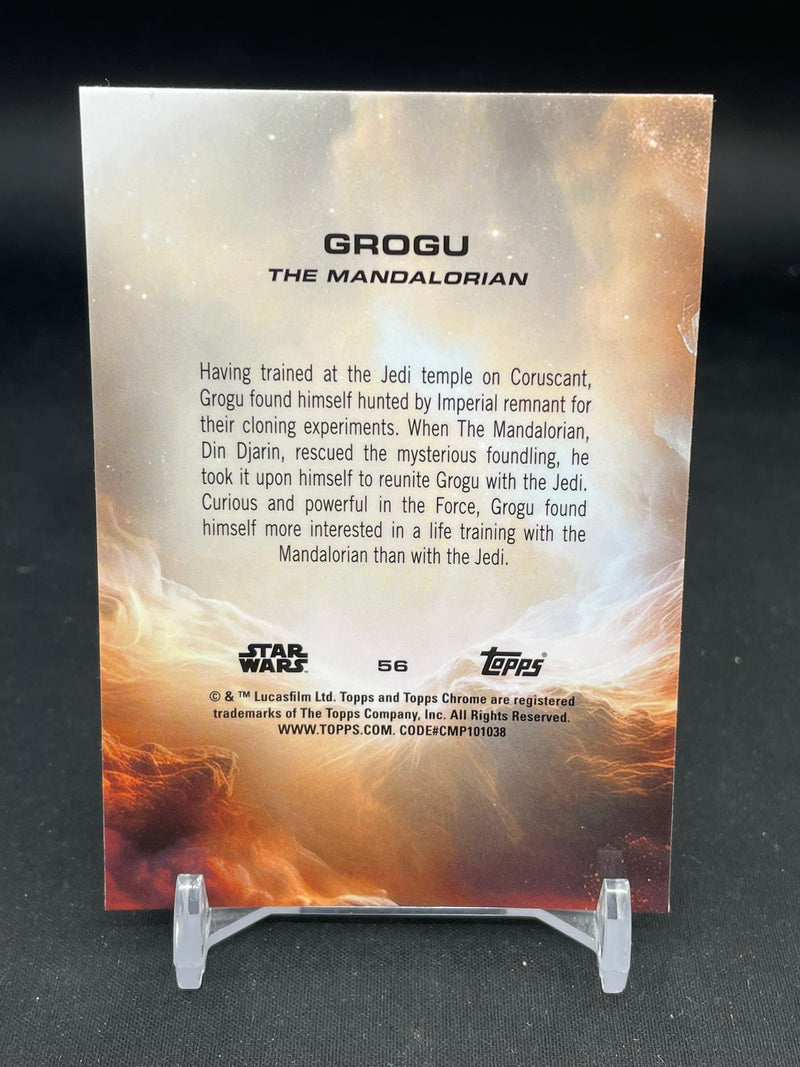 GROGU
THE MANDALORIAN
Having trained at the Jedi temple on Coruscant,
Grogu found himself hunted by Imperial remnant for
their cloning experiments. When The Mandalorian,
Din Djarin, rescued the mysterious foundling, he
took it upon himself to reunite Grogu with the Jedi.
Curious and powerful in the Force, Grogu found
himself more interested in a life training with the
Mandalorian than with the Jedi.
STAR
WARS
56
topps®
© & ™ Lucasfilm Ltd. Topps and Topps Chrome are registered
trademarks of The Topps Company, Inc. All Rights Reserved.
WWW.TOPPS.COM. CODE#CMP101038